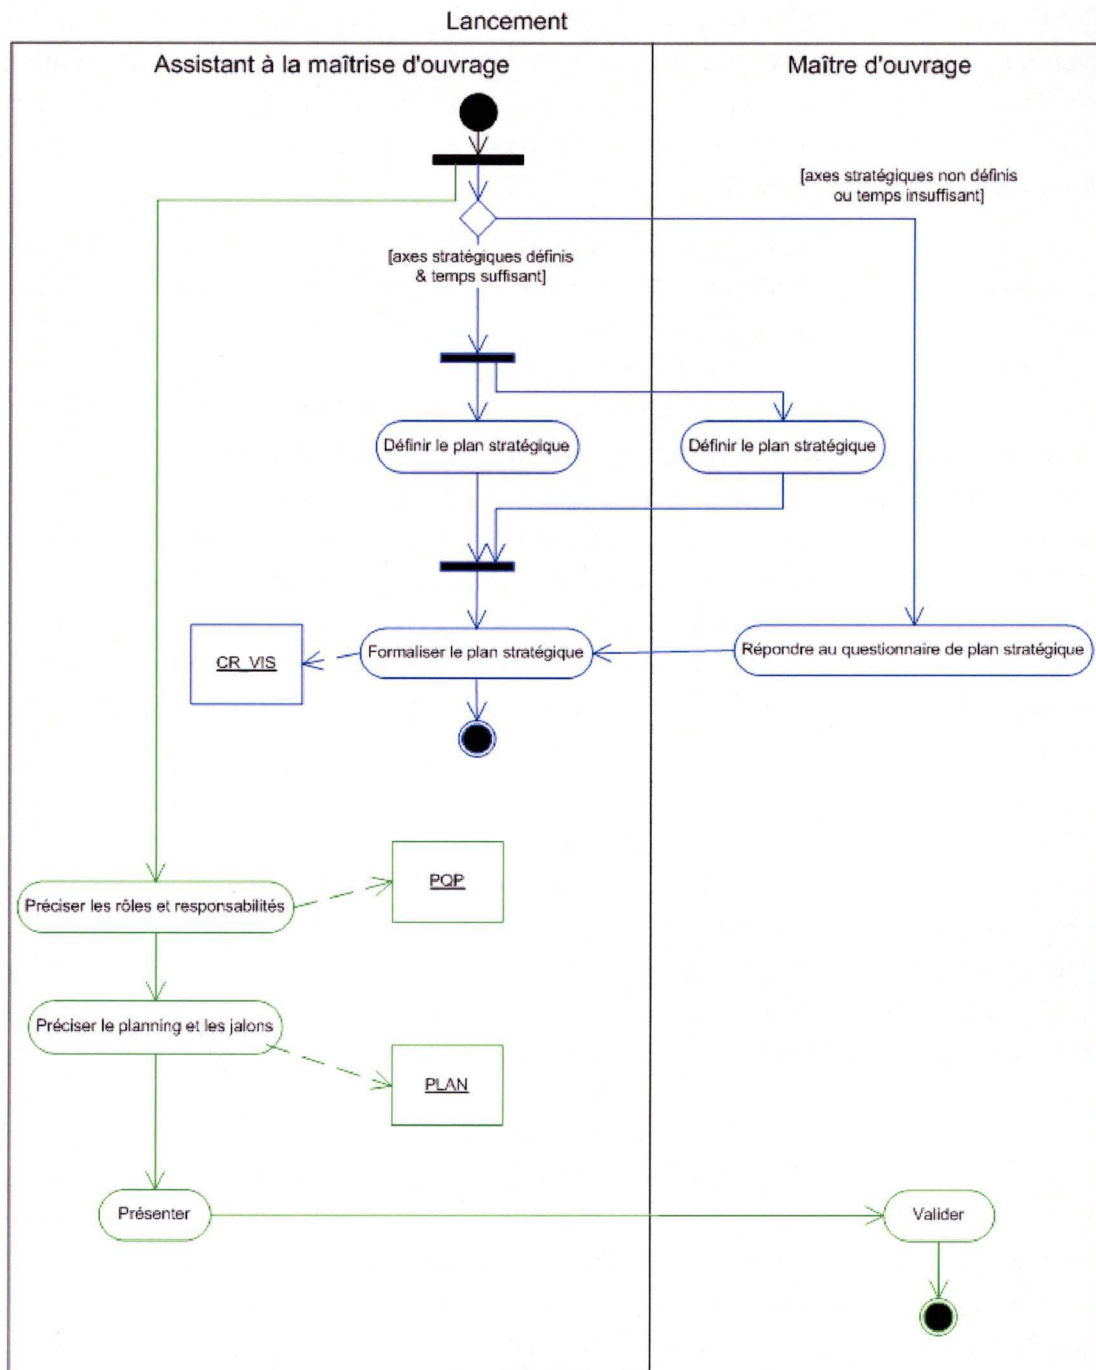 Lancement
Assistant à la maîtrise d'ouvrage
Maître d'ouvrage
[axes stratégiques non définis
ou temps insuffisant]
[axes stratégiques définis
& temps suffisant]
Définir le plan stratégique
Définir le plan stratégique
CR_VIS
Formaliser le plan stratégique
Répondre au questionnaire de plan stratégique
PQP
Préciser les rôles et responsabilités
Préciser le planning et les jalons
PLAN
Présenter
Valider